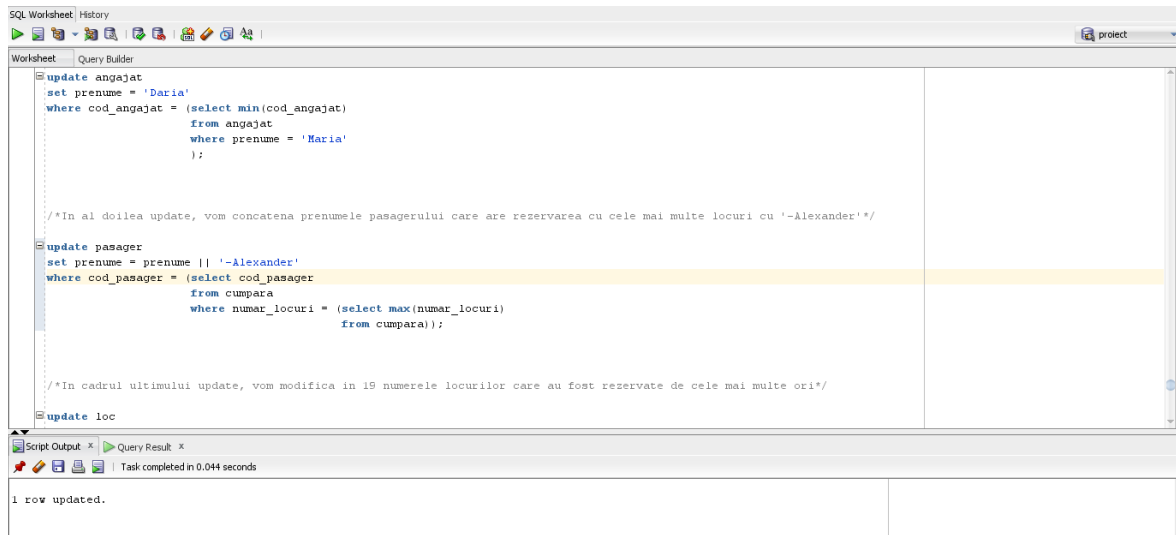 SQL Worksheet History
proiect
Worksheet Query Builder
update angajat
set prenume = 'Daria'
where cod_angajat = (select min(cod_angajat)
from angajat
where prenume = 'Maria'
);
/*In al doilea update, vom concatena prenumele pasagerului care are rezervarea cu cele mai multe locuri cu '-Alexander'*/
update pasager
set prenume = prenume || '-Alexander'
where cod_pasager = (select cod_pasager
from cumpara
where numar_locuri = (select max(numar_locuri)
from cumpara));
/*In cadrul ultimului update, vom modifica in 19 numerele locurilor care au fost rezervate de cele mai multe ori*/
update loc
Script Output x Query Result x
Task completed in 0.044 seconds
1 row updated.